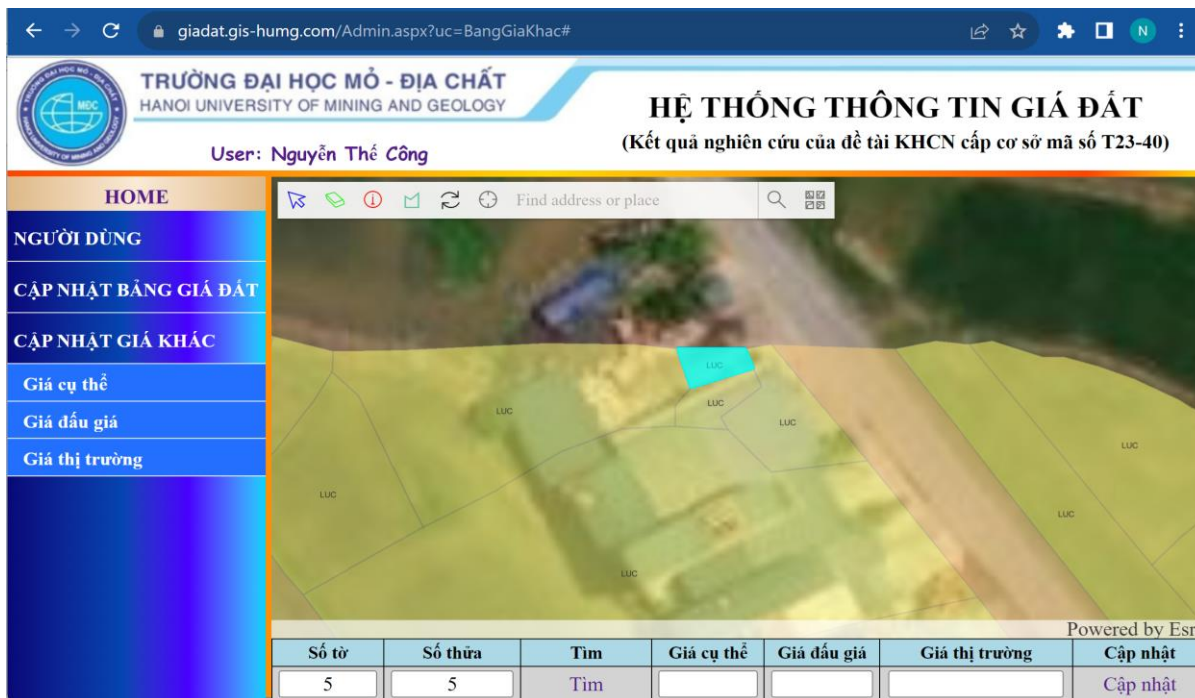 giadat.gis-humg.com/Admin.aspx?uc=BangGiaKhac#
N
TRƯỜNG ĐẠI HỌC MỎ - ĐỊA CHẤT
HANOI UNIVERSITY OF MINING AND GEOLOGY
MDC
User: Nguyễn Thế Công
HỆ THỐNG THÔNG TIN GIÁ ĐẤT
(Kết quả nghiên cứu của đề tài KHCN cấp cơ sở mã số T23-40)
HOME
NGƯỜI DÙNG
CẬP NHẬT BẢNG GIÁ ĐẤT
CẬP NHẬT GIÁ KHÁC
Giá cụ thể
Giá đấu giá
Giá thị trường
Find address or place
LUC
LUC
LUC
LUC
LUC
LUC
LUC
LUC
Powered by Esr
Số tờ Số thửa Tìm Giá cụ thể Giá đấu giá Giá thị trường Cập nhật
5 5 Tìm Cập nhật